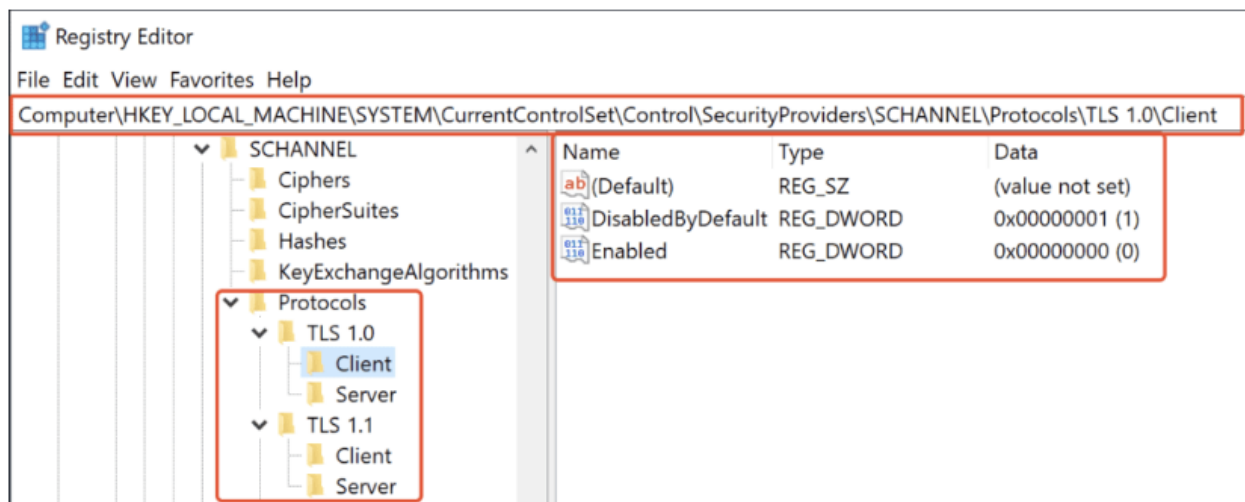 Registry Editor
File Edit View Favorites Help
Computer\HKEY_LOCAL_MACHINE\SYSTEM\CurrentControlSet\Control\SecurityProviders\SCHANNEL\Protocols\TLS 1.0\Client
SCHANNEL
Ciphers
CipherSuites
Hashes
KeyExchangeAlgorithms
Protocols
TLS 1.0
Client
Server
TLS 1.1
Client
Server
Name Type Data
(Default) REG_SZ (value not set)
DisabledByDefault REG_DWORD 0x00000001 (1)
Enabled REG_DWORD 0x00000000 (0)